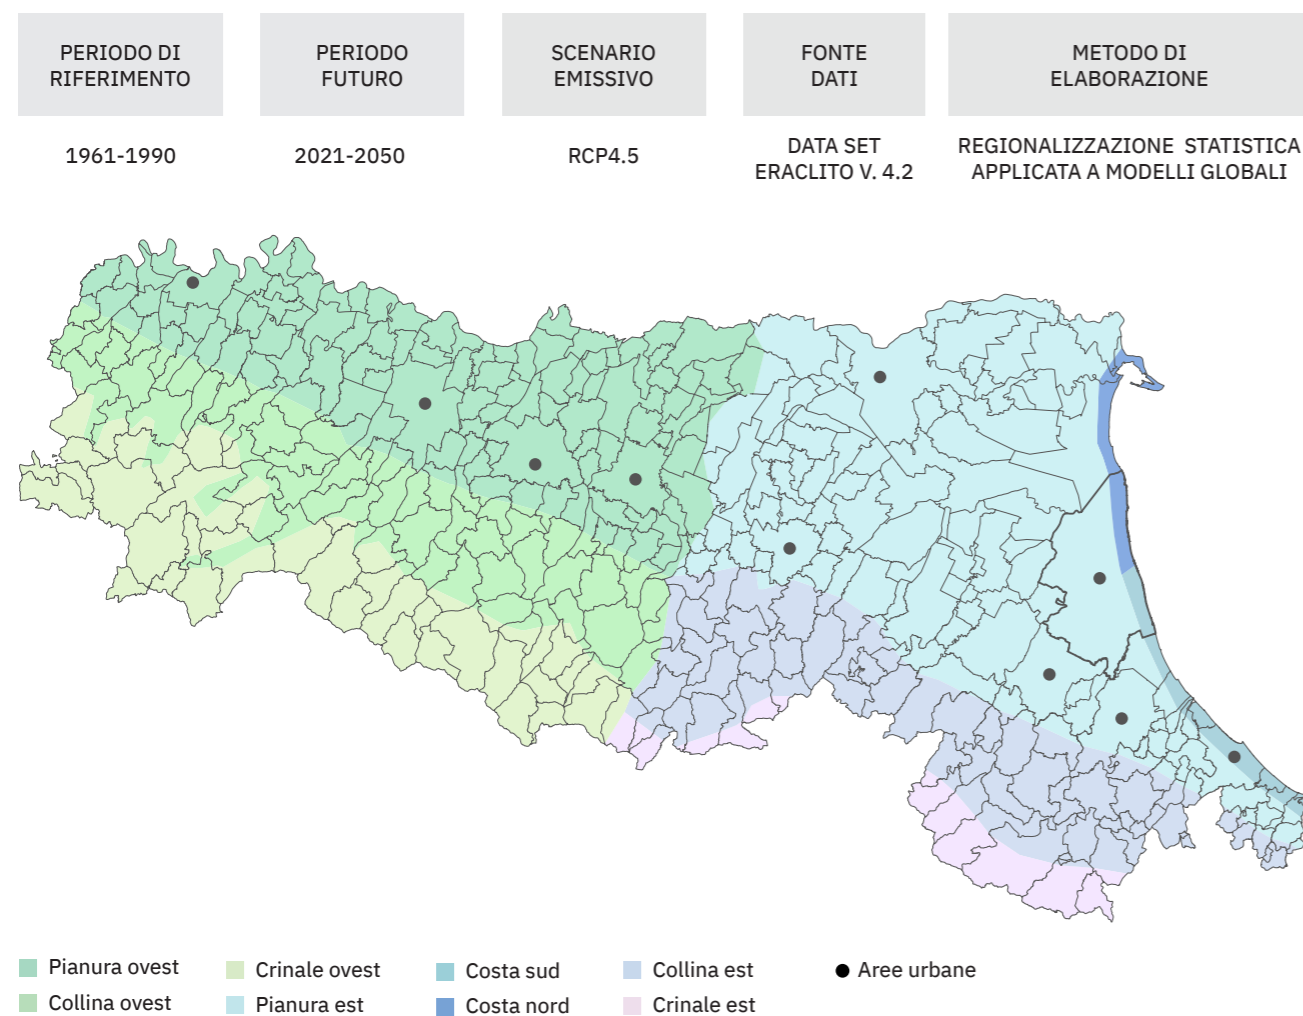 PERIODO DI
RIFERIMENTO
1961-1990
PERIODO
FUTURO
2021-2050
SCENARIO
EMISSIVO
RCP4.5
FONTE
DATI
DATA SET
ERACLITO V. 4.2
METODO DI
ELABORAZIONE
REGIONALIZZAZIONE STATISTICA
APPLICATA A MODELLI GLOBALI
Pianura ovest
Collina ovest
Crinale ovest
Pianura est
Costa sud
Costa nord
Collina est
Crinale est
Aree urbane